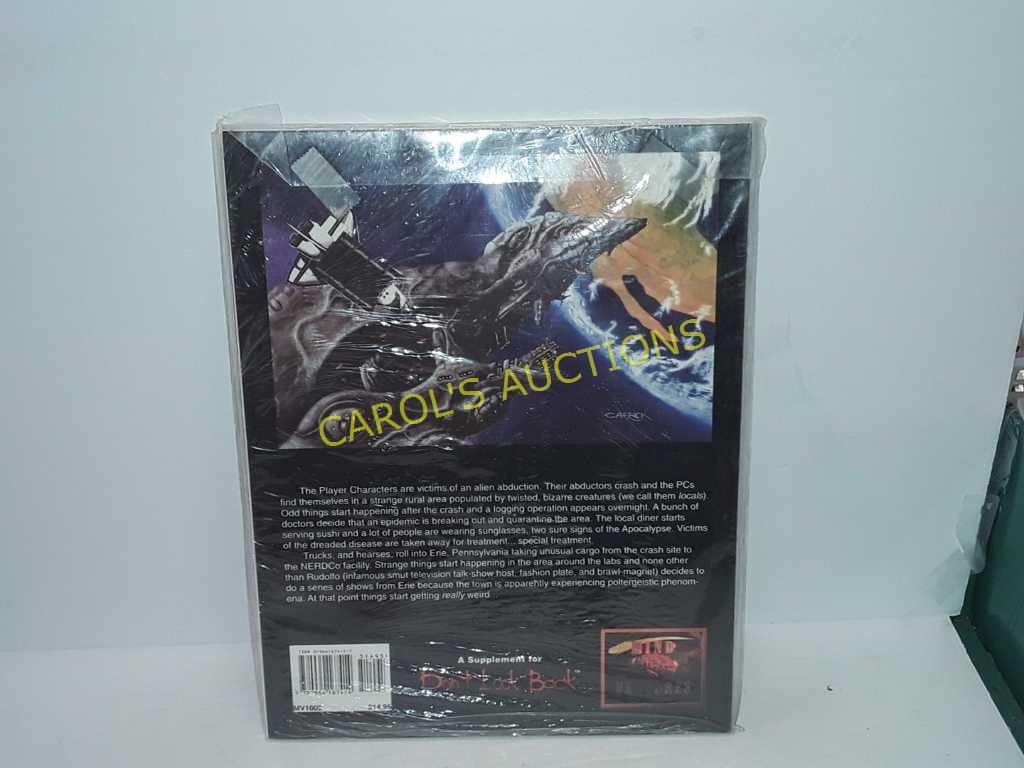 CARRO
CAROL'S AUCTIONS
The Player Characters are victims of an alien abduction. Their abductors crash and the PCs
find themselves in a strange rural area populated by twisted, bizarre creatures (we call them locals).
Odd things start happening after the crash and a logging operation appears overnight. A bunch of
doctors decide that an epidemic is breaking out and quarantine the area. The local diner starts
serving sushi and a lot of people are wearing sunglasses, two sure signs of the Apocalypse. Victims
of the dreaded disease are taken away for treatment... special treatment.
Trucks, and hearses, roll into Erie, Pennsylvania taking unusual cargo from the crash site to
the NERDCo facility. Strange things start happening in the area around the labs and none other
than Rudolfo (infamous smut television talk-show host, fashion plate, and brawl-magnet) decides to
do a series of shows from Erie because the town is apparently experiencing poltergeistic phenom-
ena. At that point things start getting really weird
A Supplement for
Don't Look Back
MIND
$14.95